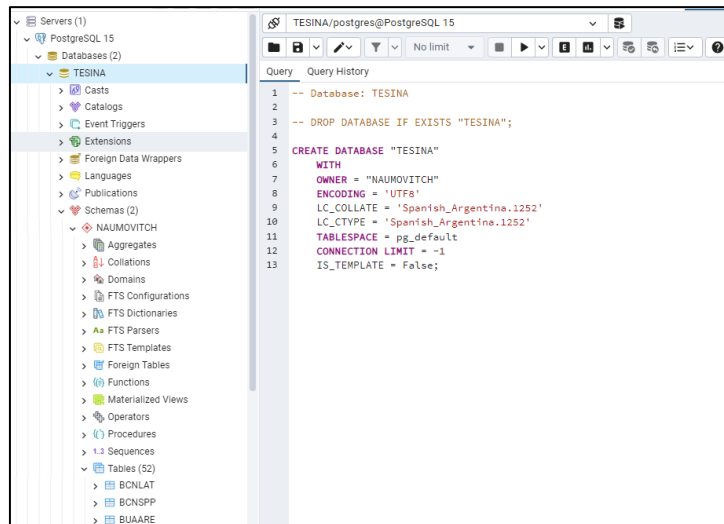 Servers (1)
PostgreSQL 15
Databases (2)
TESINA
Casts
Catalogs
Event Triggers
Extensions
Foreign Data Wrappers
Languages
Publications
Schemas (2)
NAUMOVITCH
Aggregates
Collations
Domains
FTS Configurations
FTS Dictionaries
Aa FTS Parsers
FTS Templates
Foreign Tables
Functions
Materialized Views
Operators
Procedures
1..3 Sequences
Tables (52)
BCNLAT
BCNSPP
BUAARE
TESINA/postgres@PostgreSQL 15
No limit
E
Query Query History
1 -- Database: TESINA
2
3 -- DROP DATABASE IF EXISTS "TESINA";
4
5 CREATE DATABASE "TESINA"
6 WITH
7 OWNER = "NAUMOVITCH"
8 ENCODING = 'UTF8'
9 LC_COLLATE = 'Spanish_Argentina.1252'
10 LC_CTYPE = 'Spanish_Argentina.1252'
11 TABLESPACE = pg_default
12 CONNECTION LIMIT = -1
13 IS_TEMPLATE = False;